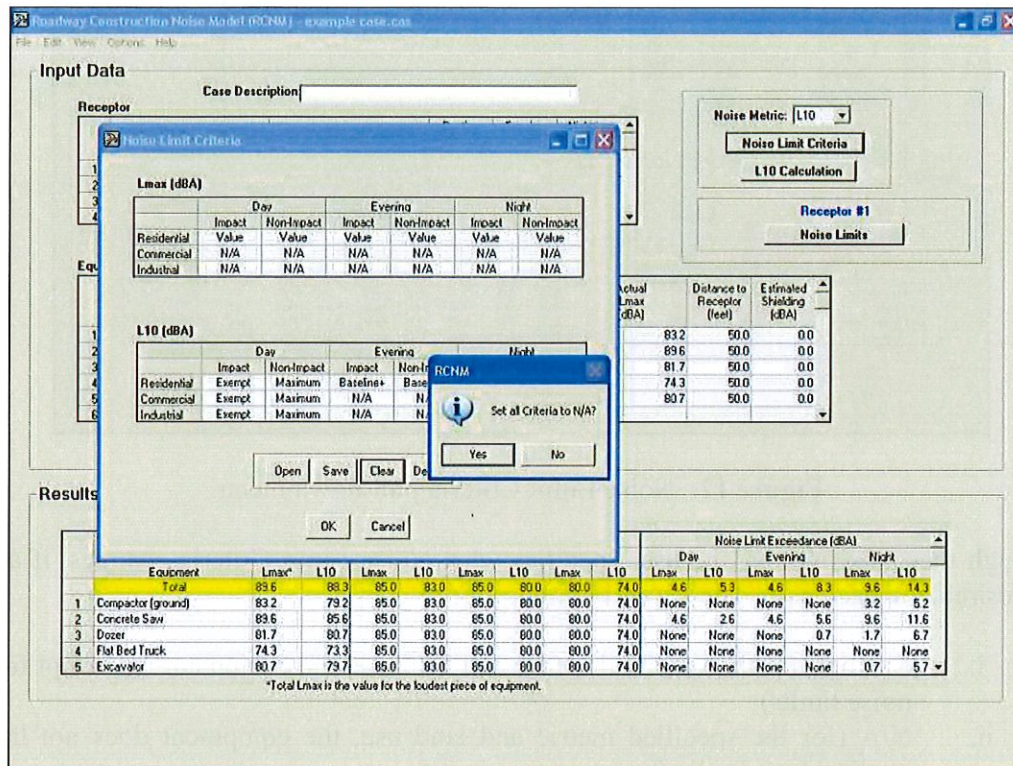 Roadway Construction Noise Model (RCNM) - example case.cas
File Edit View Options Help
Input Data
Case Description:
Receptor
Noise Metric: L10
Noise Limit Criteria
L10 Calculation
Receptor #1
Noise Limits
1
2
3
4
Noise Limit Criteria
Lmax (dBA)
Day Evening Night
Impact Non-Impact Impact Non-Impact Impact Non-Impact
Residential Value Value Value Value Value Value
Commercial N/A N/A N/A N/A N/A N/A
Industrial N/A N/A N/A N/A N/A N/A
L10 (dBA)
Day Evening Night
Impact Non-Impact Impact
Residential Exempt Maximum Baseline+
Commercial Exempt Maximum N/A
Industrial Exempt Maximum N/A
Open Save Clear
OK Cancel
RCNM
Set all Criteria to N/A?
Yes No
Actual Lmax (dBA) Distance to Receptor (feet) Estimated Shielding (dBA)
1 83.2 50.0 0.0
2 89.6 50.0 0.0
3 81.7 50.0 0.0
4 74.3 50.0 0.0
5 80.7 50.0 0.0
6
Results
Noise Limit Exceedance (dBA)
Day Evening Night
Equipment Lmax* L10 Lmax L10 Lmax L10 Lmax L10 Lmax L10 Lmax L10 Lmax L10
Total 89.6 88.3 85.0 83.0 85.0 80.0 80.0 74.0 4.6 5.3 4.6 8.3 9.6 14.3
1 Compactor (ground) 83.2 79.2 85.0 83.0 85.0 80.0 80.0 74.0 None None None None 3.2 5.2
2 Concrete Saw 89.6 85.6 85.0 83.0 85.0 80.0 80.0 74.0 4.6 2.6 4.6 5.6 9.6 11.6
3 Dozer 81.7 80.7 85.0 83.0 85.0 80.0 80.0 74.0 None None None 0.7 1.7 6.7
4 Flat Bed Truck 74.3 73.3 85.0 83.0 85.0 80.0 80.0 74.0 None None None None None None
5 Excavator 80.7 79.7 85.0 83.0 85.0 80.0 80.0 74.0 None None None None 0.7 5.7
*Total Lmax is the value for the loudest piece of equipment.